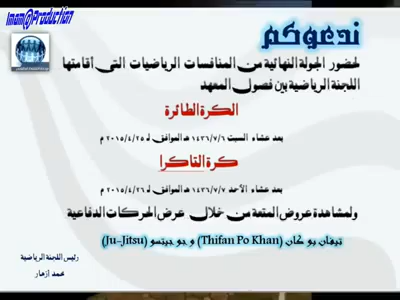 Imam@Production
ندعوكم
لحضور الجولة النهائية من المنافسات الرياضيات التي أقامتها
اللجنة الرياضية بين فصول المعهد
الكرة الطائرة
بعد عشاء السبت ١٤٣٦/٧/٦ هـ الموافق لـ ٢٠١٥/٤/٢٥ م
كرة التاكرا
بعد عشاء الأحد ١٤٣٦/٧/٧ هـ الموافق لـ ٢٠١٥/٤/٢٦ م
ولمشاهدة عروض المتعة من خلال عرض الحركات الدفاعية
تيفان بو كان (Thifan Po Khan) و جو جيتسو (Ju-Jitsu)
رئيس اللجنة الرياضية
محمد أزهار